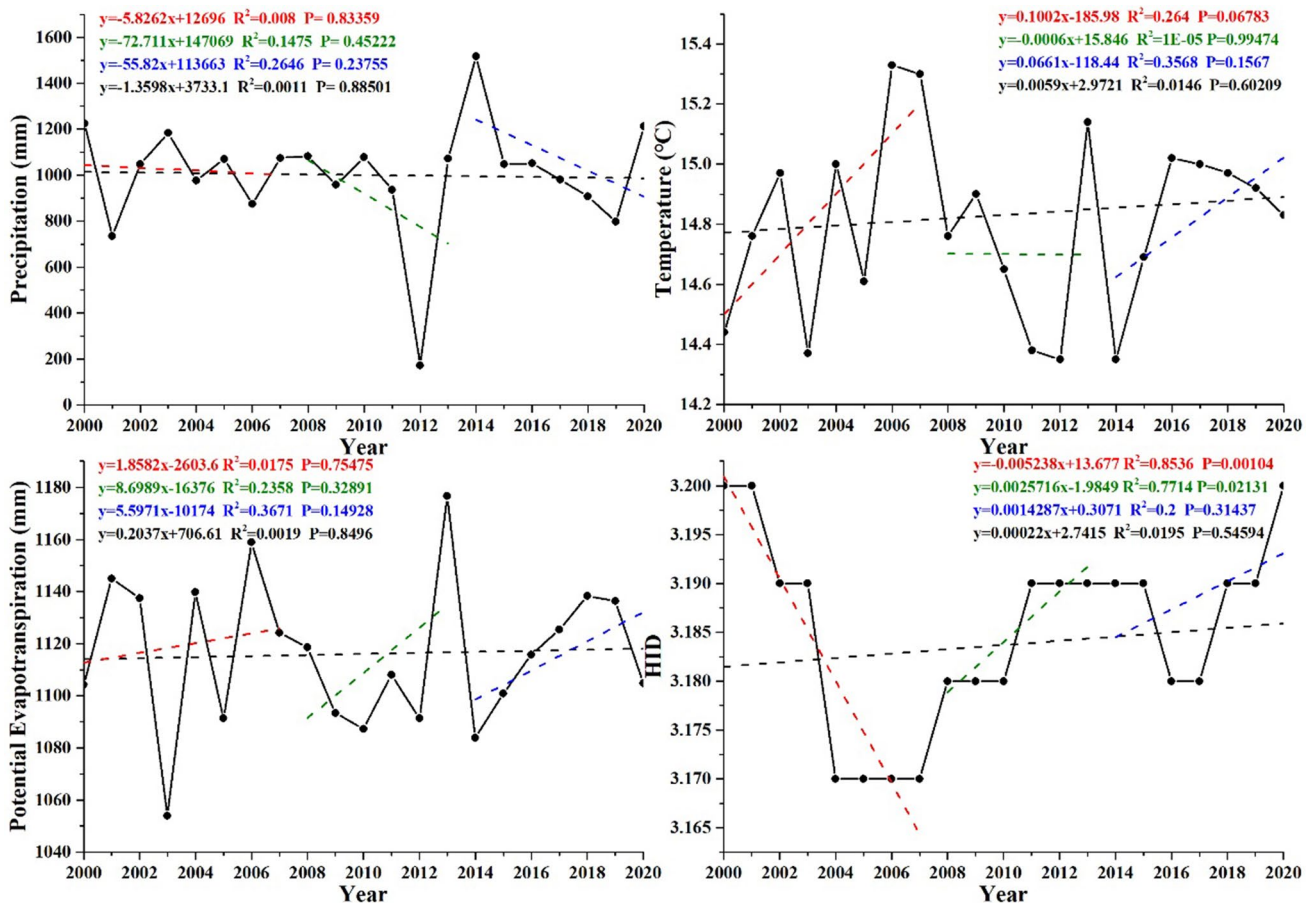 y=-5.8262x+12696 R²=0.008 P= 0.83359
y=-72.711x+147069 R²=0.1475 P= 0.45222
y=-55.82x+113663 R²=0.2646 P= 0.23755
y=-1.3598x+3733.1 R²=0.0011 P= 0.88501
Precipitation (mm)
1600
1400
1200
1000
800
600
400
200
0
2000 2002 2004 2006 2008 2010 2012 2014 2016 2018 2020
Year
y=0.1002x-185.98 R²=0.264 P=0.06783
y=-0.0006x+15.846 R²=1E-05 P=0.99474
y=0.0661x-118.44 R²=0.3568 P=0.1567
y=0.0059x+2.9721 R²=0.0146 P=0.60209
Temperature (°C)
15.4
15.2
15.0
14.8
14.6
14.4
14.2
2000 2002 2004 2006 2008 2010 2012 2014 2016 2018 2020
Year
y=1.8582x-2603.6 R²=0.0175 P=0.75475
y=8.6989x-16376 R²=0.2358 P=0.32891
y=5.5971x-10174 R²=0.3671 P=0.14928
y=0.2037x+706.61 R²=0.0019 P=0.8496
Potential Evapotranspiration (mm)
1180
1160
1140
1120
1100
1080
1060
1040
2000 2002 2004 2006 2008 2010 2012 2014 2016 2018 2020
Year
y=-0.005238x+13.677 R²=0.8536 P=0.00104
y=0.0025716x-1.9849 R²=0.7714 P=0.02131
y=0.0014287x+0.3071 R²=0.2 P=0.31437
y=0.00022x+2.7415 R²=0.0195 P=0.54594
HID
3.200
3.195
3.190
3.185
3.180
3.175
3.170
3.165
2000 2002 2004 2006 2008 2010 2012 2014 2016 2018 2020
Year